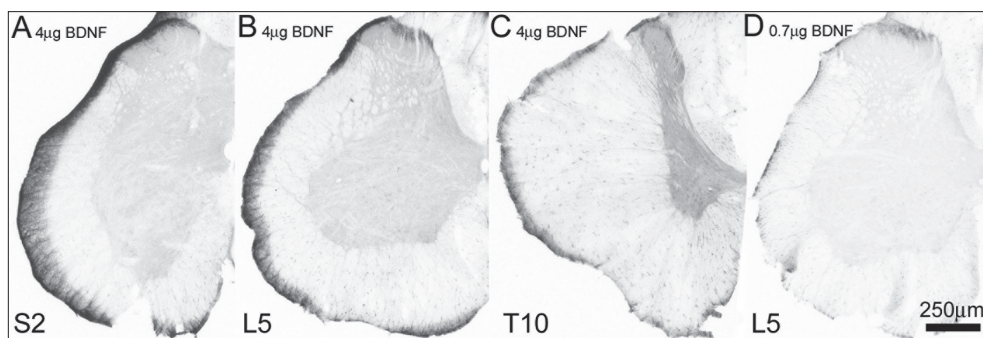 A 4µg BDNF
B 4µg BDNF
C 4µg BDNF
D 0.7µg BDNF
S2
L5
T10
L5
250µm